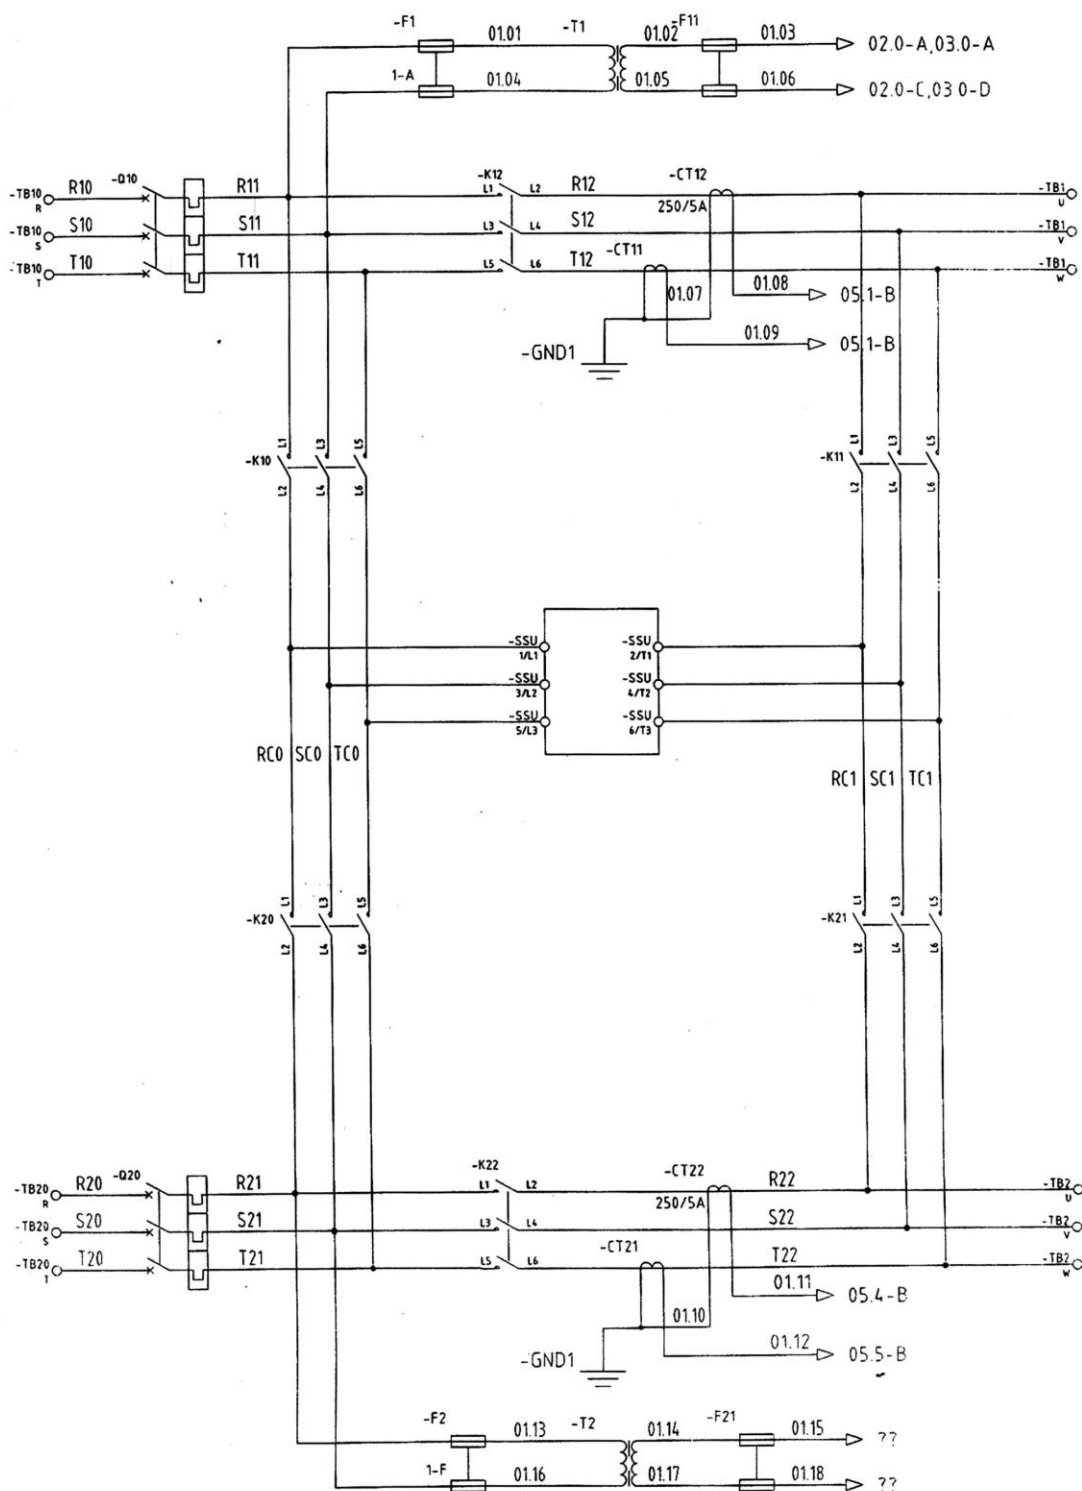 -F1 01.01 -T1 01.02 -F11 01.03 02.0-A,03.0-A
1-A 01.04 01.05 01.06 02.0-C,03 0-D
-TB10 R R10 -Q10 R11 -K12 L1 L2 R12 -CT12 250/5A -TB1 U
-TB10 S S10 S11 L3 L4 S12 -TB1 V
-TB10 T T10 T11 L5 L6 T12 -CT11 -TB1 W
01.07 01.08 05.1-B
01.09 05.1-B
-GND1
L1 L3 L5 L1 L3 L5
-K10 -K11
L2 L4 L6 L2 L4 L6
-SSU 1/L1 -SSU 2/T1
-SSU 3/L2 -SSU 4/T2
-SSU 5/L3 -SSU 6/T3
RC0 SC0 TC0 RC1 SC1 TC1
L1 L3 L5 L1 L3 L5
-K20 -K21
L2 L4 L6 L2 L4 L6
-TB20 R R20 -Q20 R21 -K22 L1 L2 -CT22 250/5A R22 -TB2 U
-TB20 S S20 S21 L3 L4 S22 -TB2 V
-TB20 T T20 T21 L5 L6 -CT21 T22 -TB2 W
01.10 01.11 05.4-B
01.12 05.5-B
-GND1
-F2 01.13 -T2 01.14 -F21 01.15 ??
1-F 01.16 01.17 01.18 ??